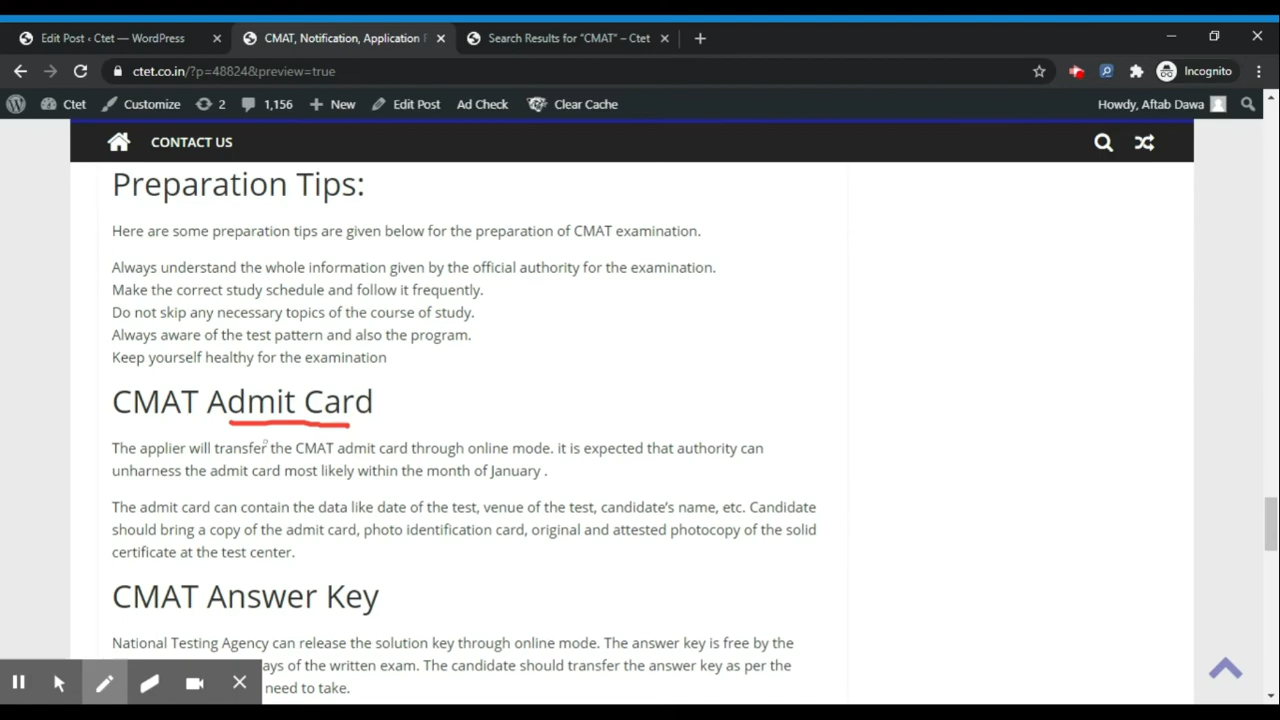 Edit Post ‹ Ctet — WordPress
CMAT, Notification, Application F
Search Results for “CMAT” – Ctet
ctet.co.in/?p=48824&preview=true
Incognito
Ctet
Customize
2
1,156
New
Edit Post
Ad Check
Clear Cache
Howdy, Aftab Dawa
CONTACT US
Preparation Tips:
Here are some preparation tips are given below for the preparation of CMAT examination.
Always understand the whole information given by the official authority for the examination.
Make the correct study schedule and follow it frequently.
Do not skip any necessary topics of the course of study.
Always aware of the test pattern and also the program.
Keep yourself healthy for the examination
CMAT Admit Card
The applier will transfer the CMAT admit card through online mode. it is expected that authority can
unharness the admit card most likely within the month of January .
The admit card can contain the data like date of the test, venue of the test, candidate’s name, etc. Candidate
should bring a copy of the admit card, photo identification card, original and attested photocopy of the solid
certificate at the test center.
CMAT Answer Key
National Testing Agency can release the solution key through online mode. The answer key is free by the
ays of the written exam. The candidate should transfer the answer key as per the
need to take.